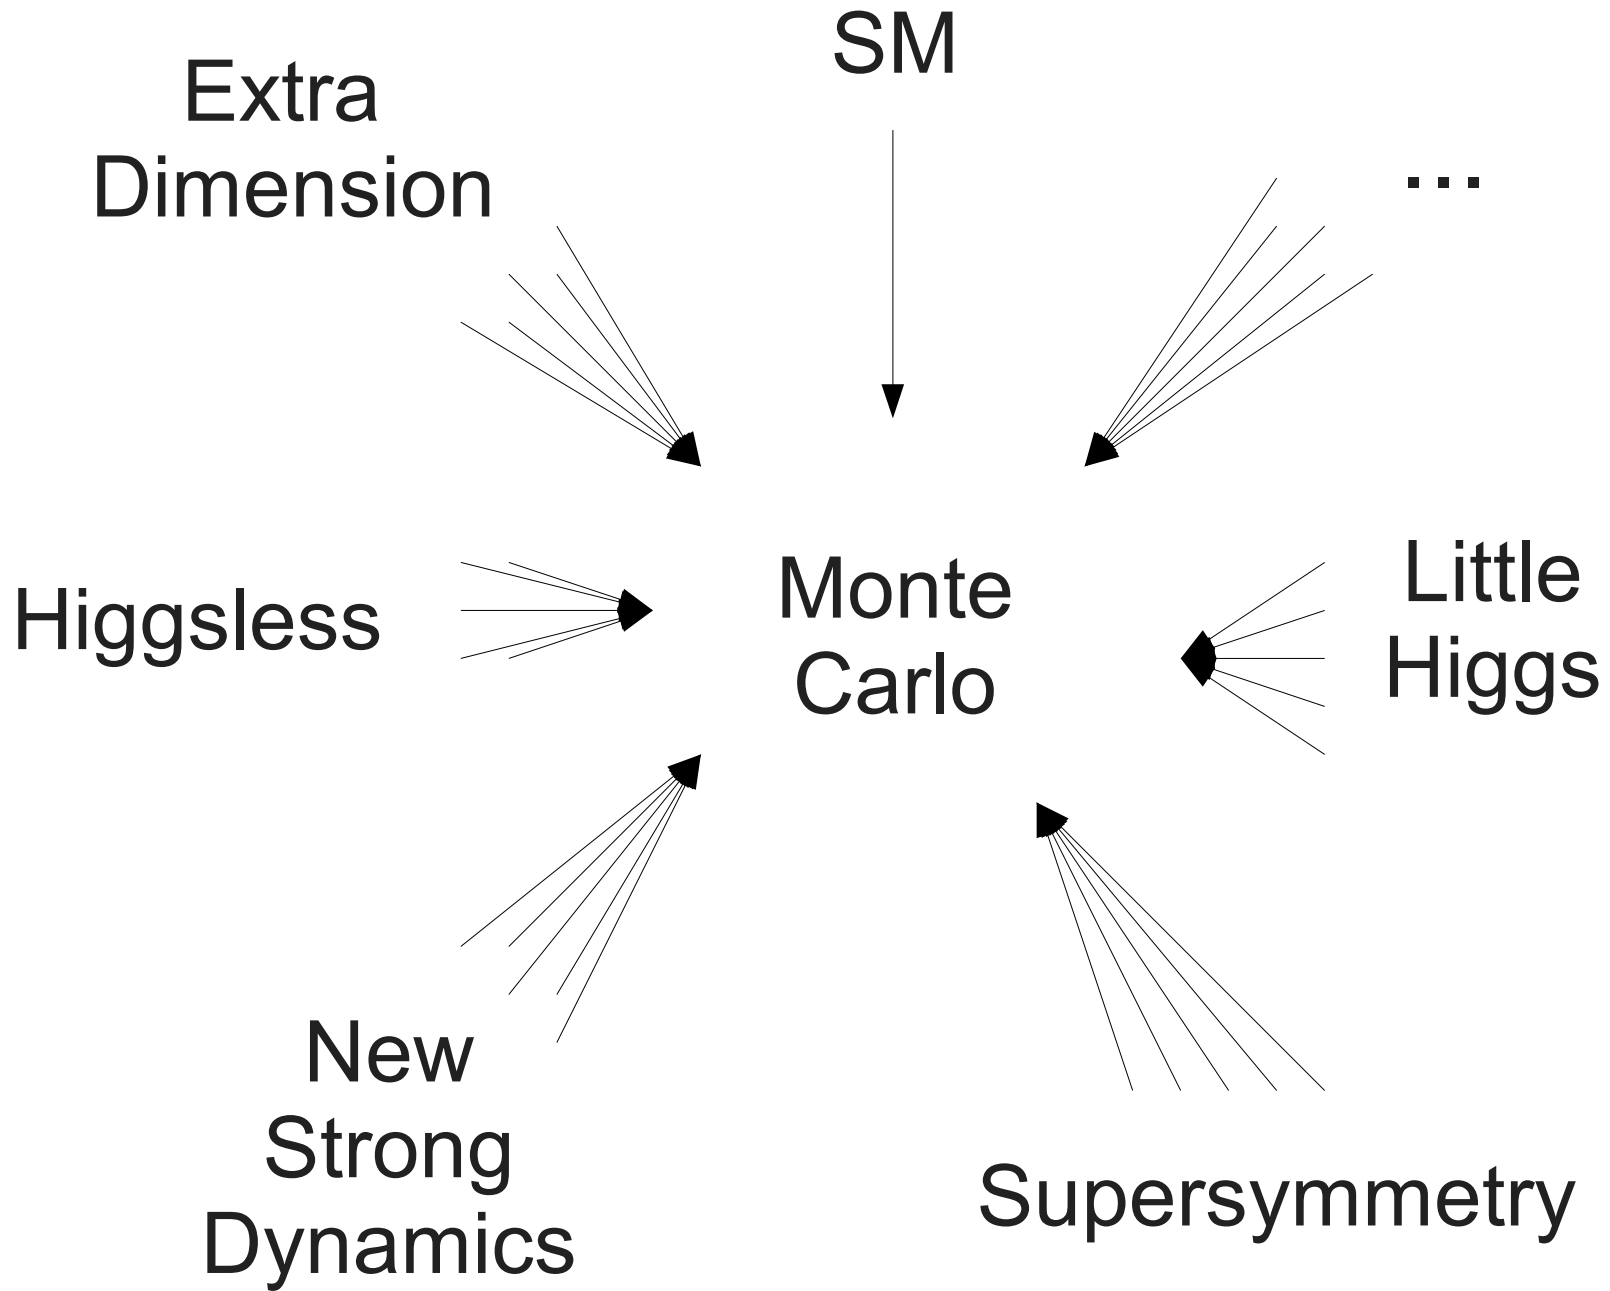 SM
Extra
Dimension
...
Higgsless
Monte
Carlo
Little
Higgs
New
Strong
Dynamics
Supersymmetry